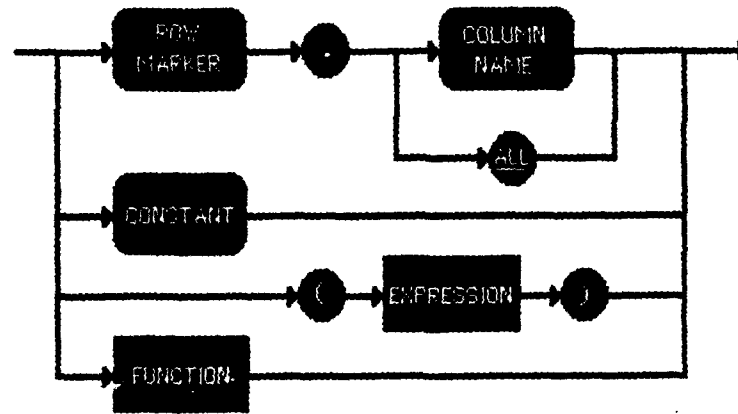 ROW
MARKER
.
COLUMN
NAME
ALL
CONSTANT
(
EXPRESSION
)
FUNCTION